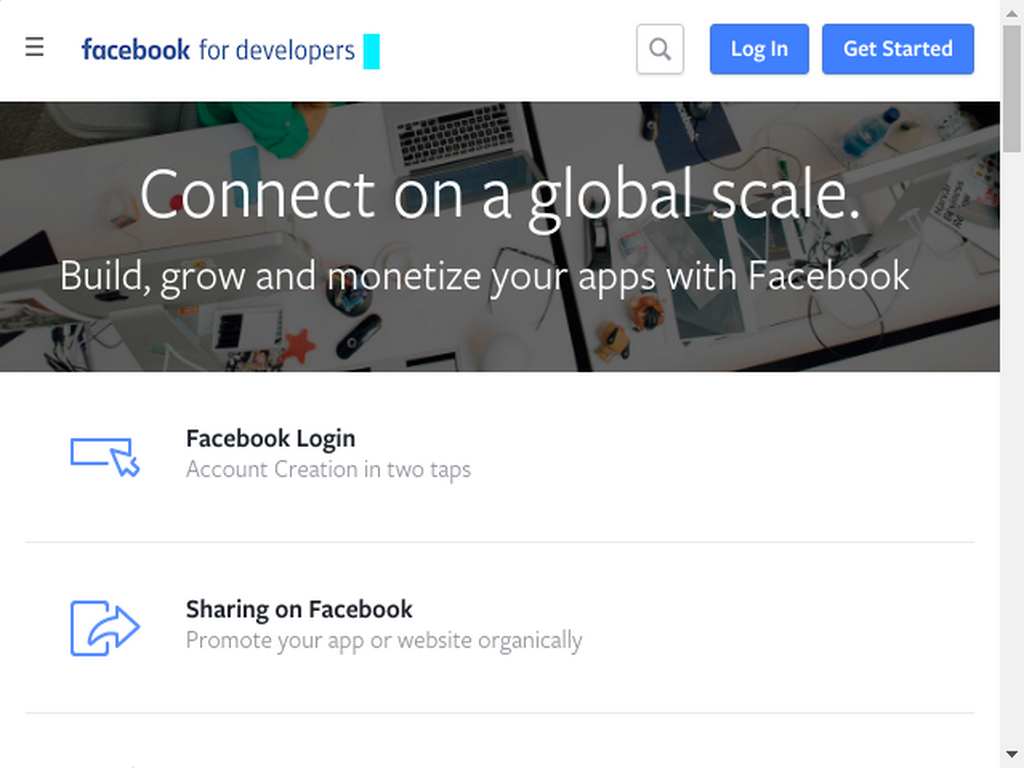 ☰ facebook for developers Log In Get Started
Connect on a global scale.
Build, grow and monetize your apps with Facebook
Facebook Login
Account Creation in two taps
Sharing on Facebook
Promote your app or website organically